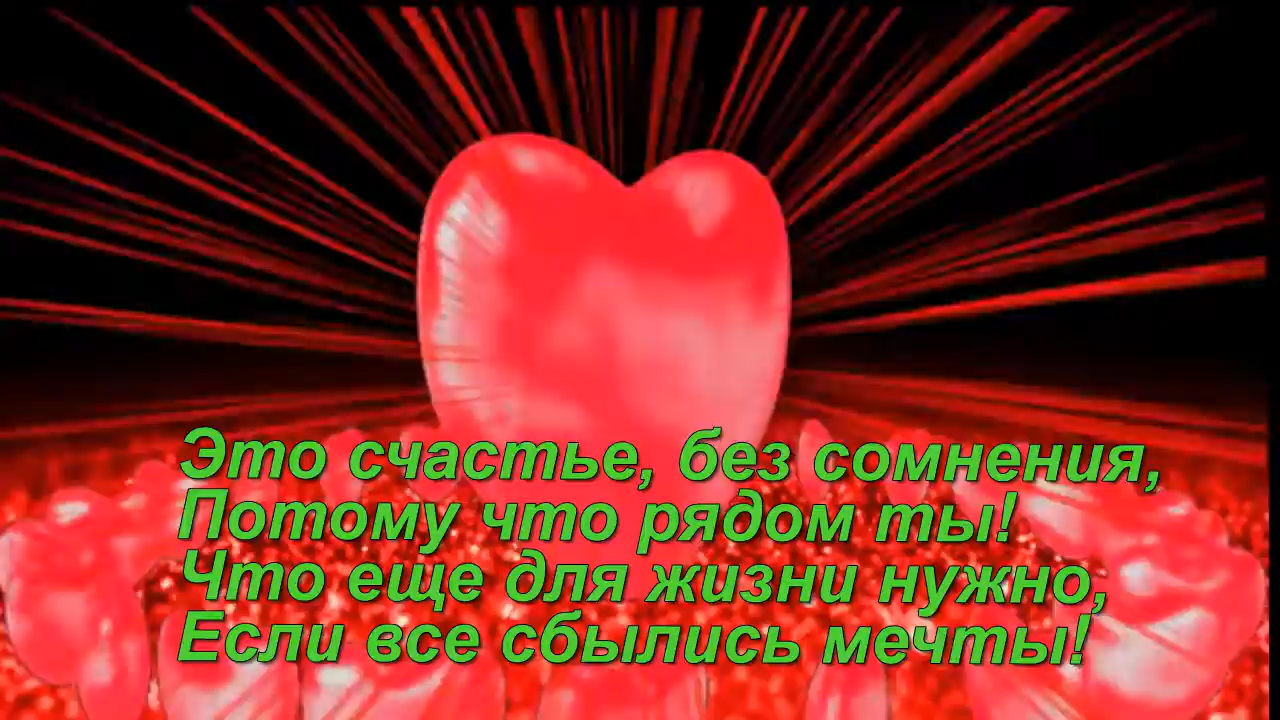 Это счастье, без сомнения,
Потому что рядом ты!
Что еще для жизни нужно,
Если все сбылись мечты!